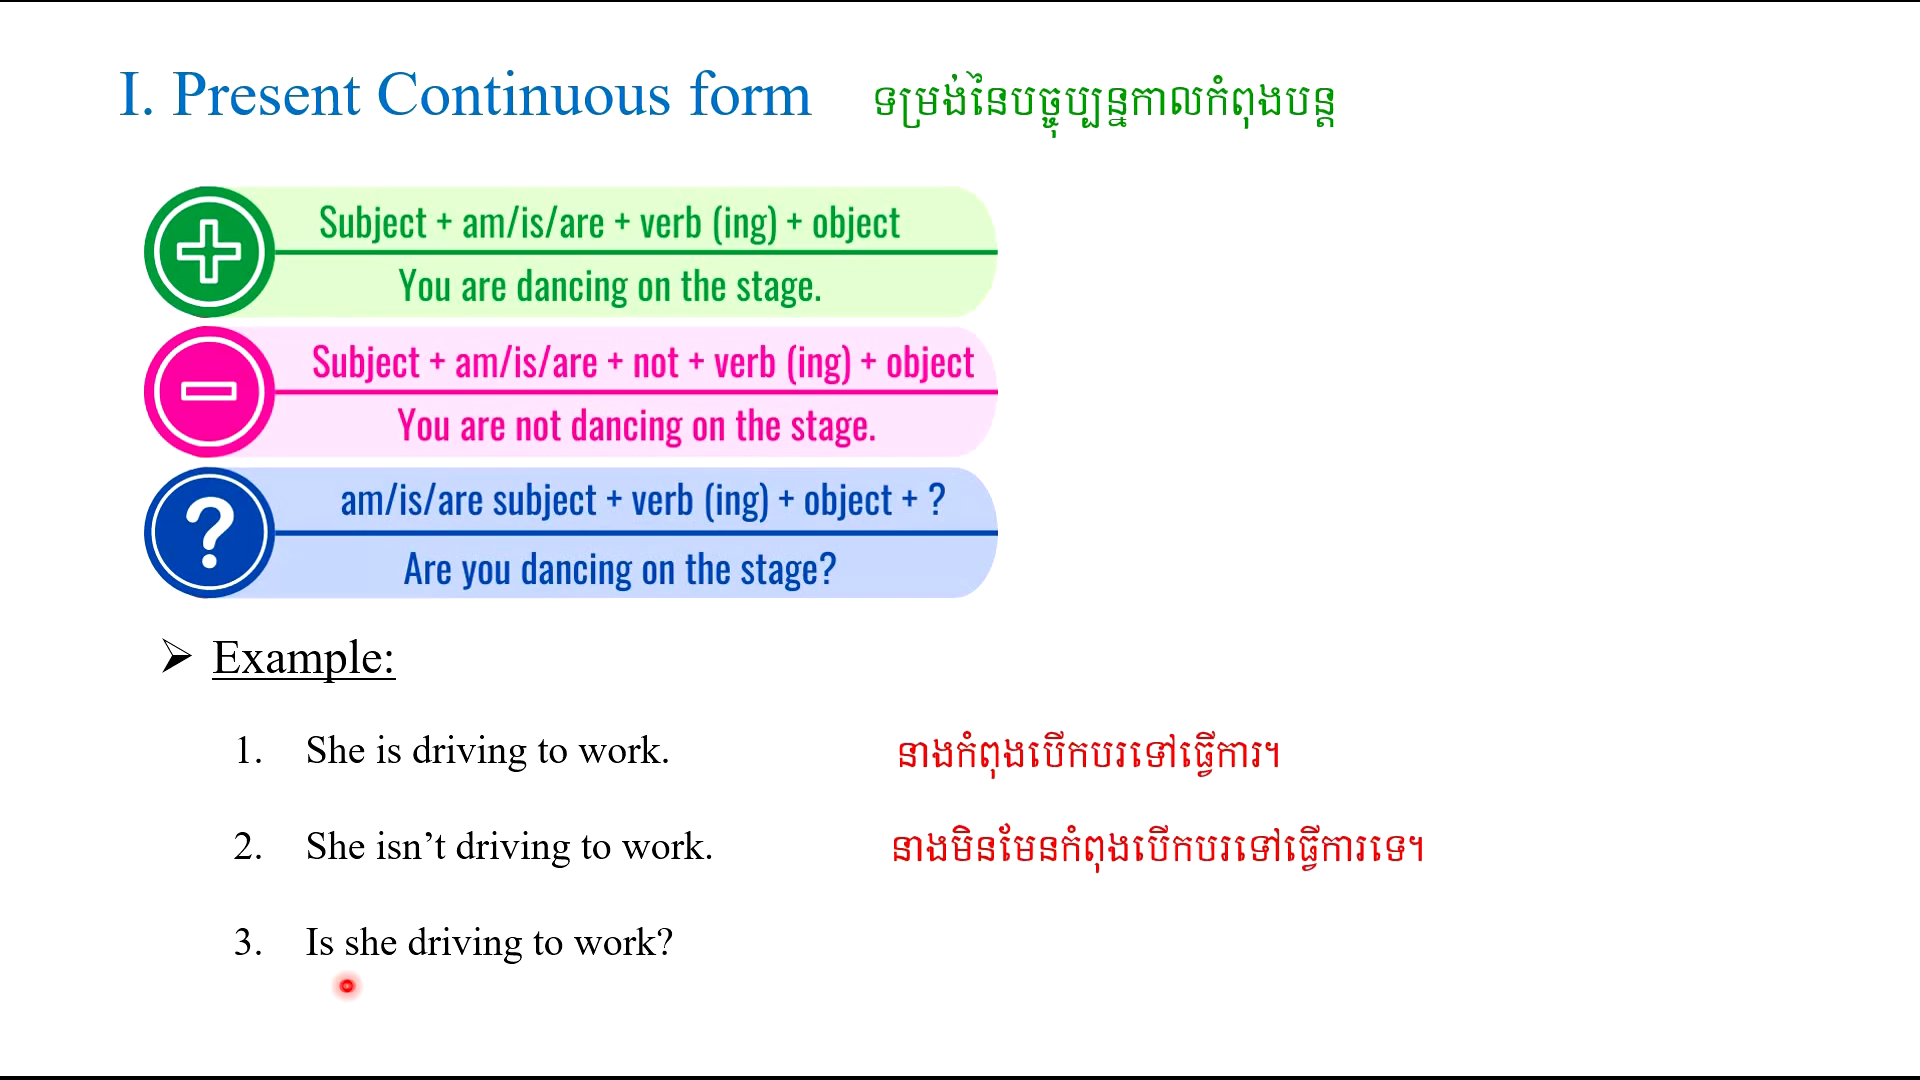 I. Present Continuous form ទម្រង់នៃបច្ចុប្បន្នកាលកំពុងបន្ត
Subject + am/is/are + verb (ing) + object
You are dancing on the stage.
Subject + am/is/are + not + verb (ing) + object
You are not dancing on the stage.
am/is/are subject + verb (ing) + object + ?
Are you dancing on the stage?
➢ Example:
1. She is driving to work. នាងកំពុងបើកបរទៅធ្វើការ។
2. She isn’t driving to work. នាងមិនមែនកំពុងបើកបរទៅធ្វើការទេ។
3. Is she driving to work?